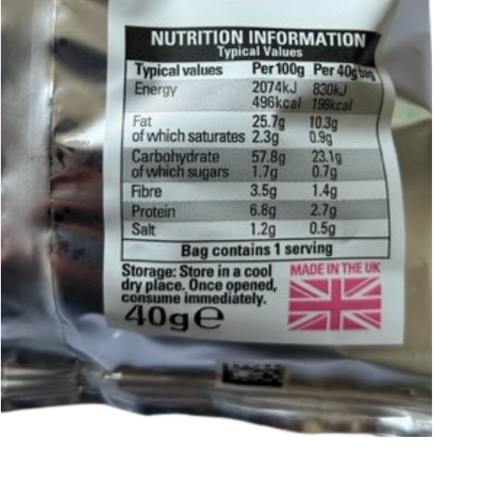 NUTRITION INFORMATION
Typical Values
Typical values Per 100g Per 40g bag
Energy 2074kJ 830kJ
496kcal 198kcal
Fat 25.7g 10.3g
of which saturates 2.3g 0.9g
Carbohydrate 57.8g 23.1g
of which sugars 1.7g 0.7g
Fibre 3.5g 1.4g
Protein 6.8g 2.7g
Salt 1.2g 0.5g
Bag contains 1 serving
Storage: Store in a cool
dry place. Once opened,
consume immediately.
40g℮
MADE IN THE UK